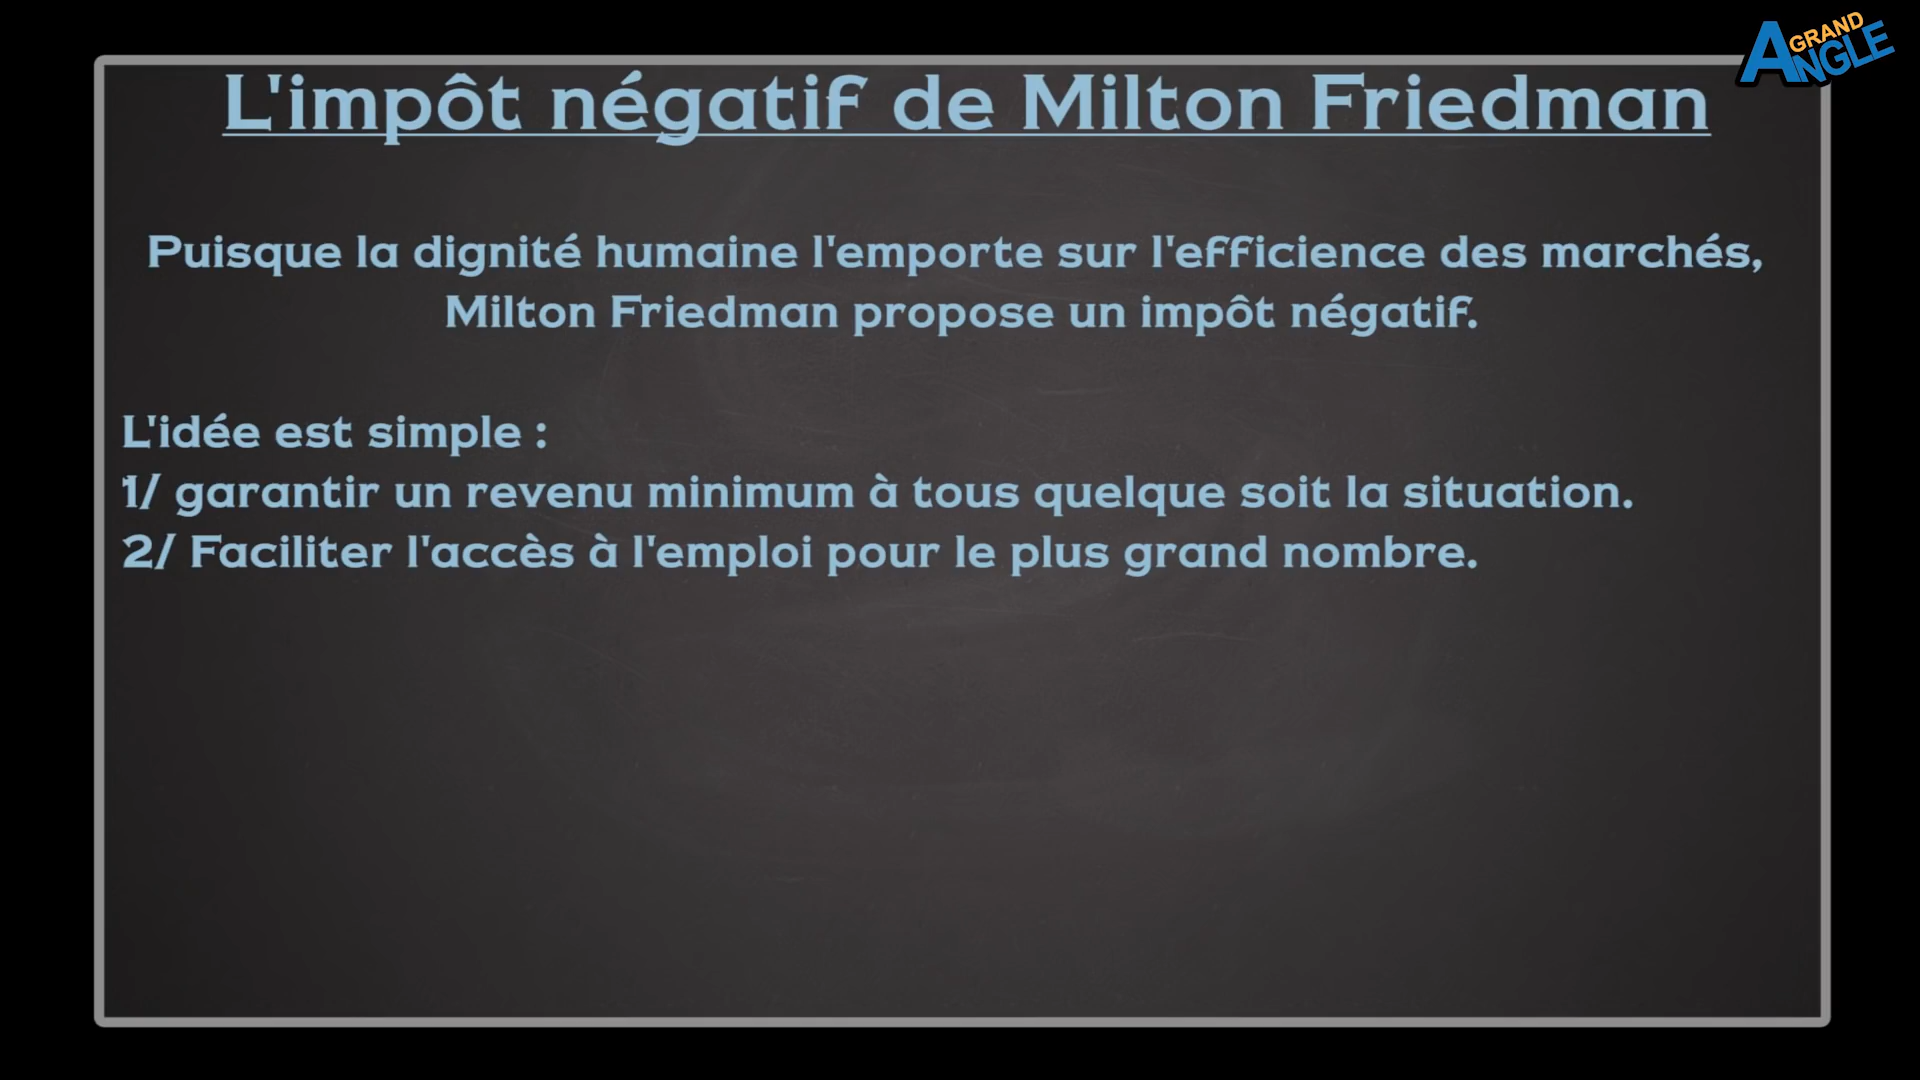 GRAND
ANGLE
L'impôt négatif de Milton Friedman
Puisque la dignité humaine l'emporte sur l'efficience des marchés,
Milton Friedman propose un impôt négatif.
L'idée est simple :
1/ garantir un revenu minimum à tous quelque soit la situation.
2/ Faciliter l'accès à l'emploi pour le plus grand nombre.